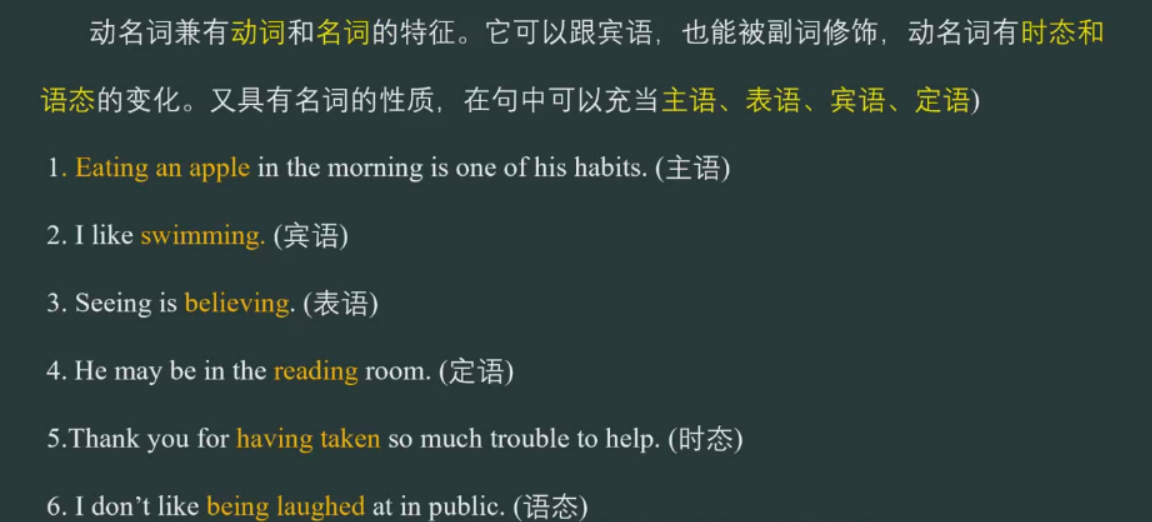 动名词兼有动词和名词的特征。它可以跟宾语，也能被副词修饰，动名词有时态和
语态的变化。又具有名词的性质，在句中可以充当主语、表语、宾语、定语)
1. Eating an apple in the morning is one of his habits. (主语)
2. I like swimming. (宾语)
3. Seeing is believing. (表语)
4. He may be in the reading room. (定语)
5.Thank you for having taken so much trouble to help. (时态)
6. I don’t like being laughed at in public. (语态)